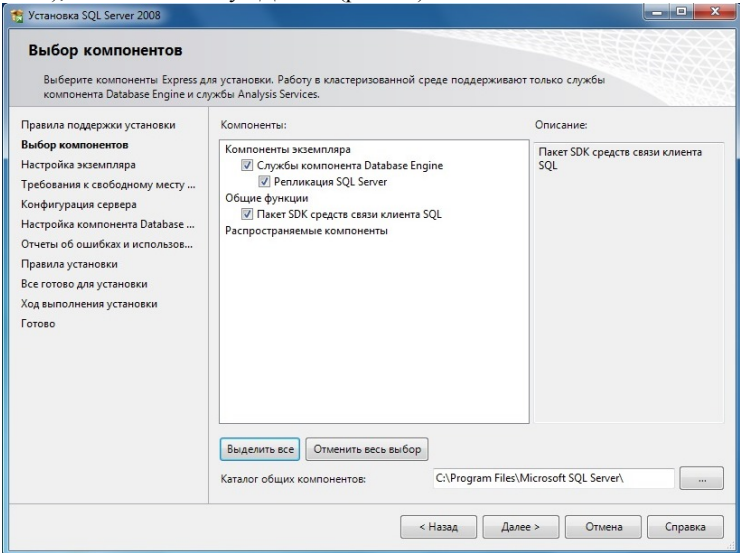 Установка SQL Server 2008
Выбор компонентов
Выберите компоненты Express для установки. Работу в кластеризованной среде поддерживают только службы
компонента Database Engine и службы Analysis Services.
Правила поддержки установки
Выбор компонентов
Настройка экземпляра
Требования к свободному месту ...
Конфигурация сервера
Настройка компонента Database ...
Отчеты об ошибках и использов...
Правила установки
Все готово для установки
Ход выполнения установки
Готово
Компоненты:
Компоненты экземпляра
Службы компонента Database Engine
Репликация SQL Server
Общие функции
Пакет SDK средств связи клиента SQL
Распространяемые компоненты
Описание:
Пакет SDK средств связи клиента
SQL
Выделить все
Отменить весь выбор
Каталог общих компонентов:
C:\Program Files\Microsoft SQL Server\
...
< Назад
Далее >
Отмена
Справка